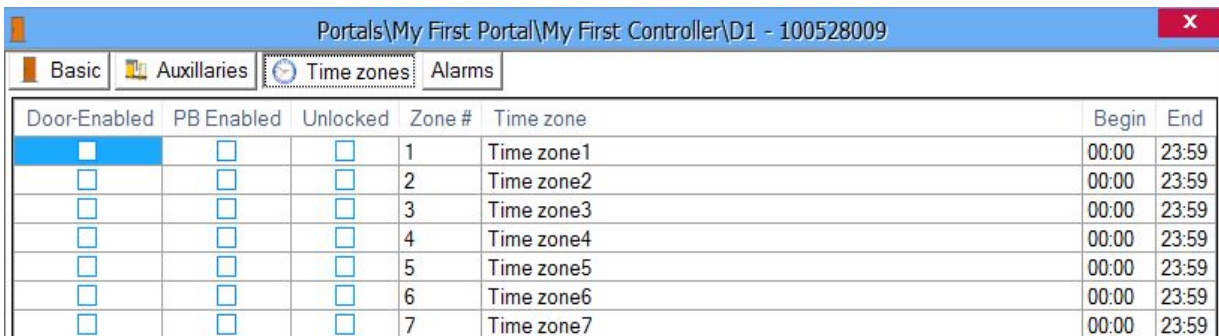 Portals\My First Portal\My First Controller\D1 - 100528009 x
Basic Auxillaries Time zones Alarms
Door-Enabled PB Enabled Unlocked Zone # Time zone Begin End
1 Time zone1 00:00 23:59
2 Time zone2 00:00 23:59
3 Time zone3 00:00 23:59
4 Time zone4 00:00 23:59
5 Time zone5 00:00 23:59
6 Time zone6 00:00 23:59
7 Time zone7 00:00 23:59